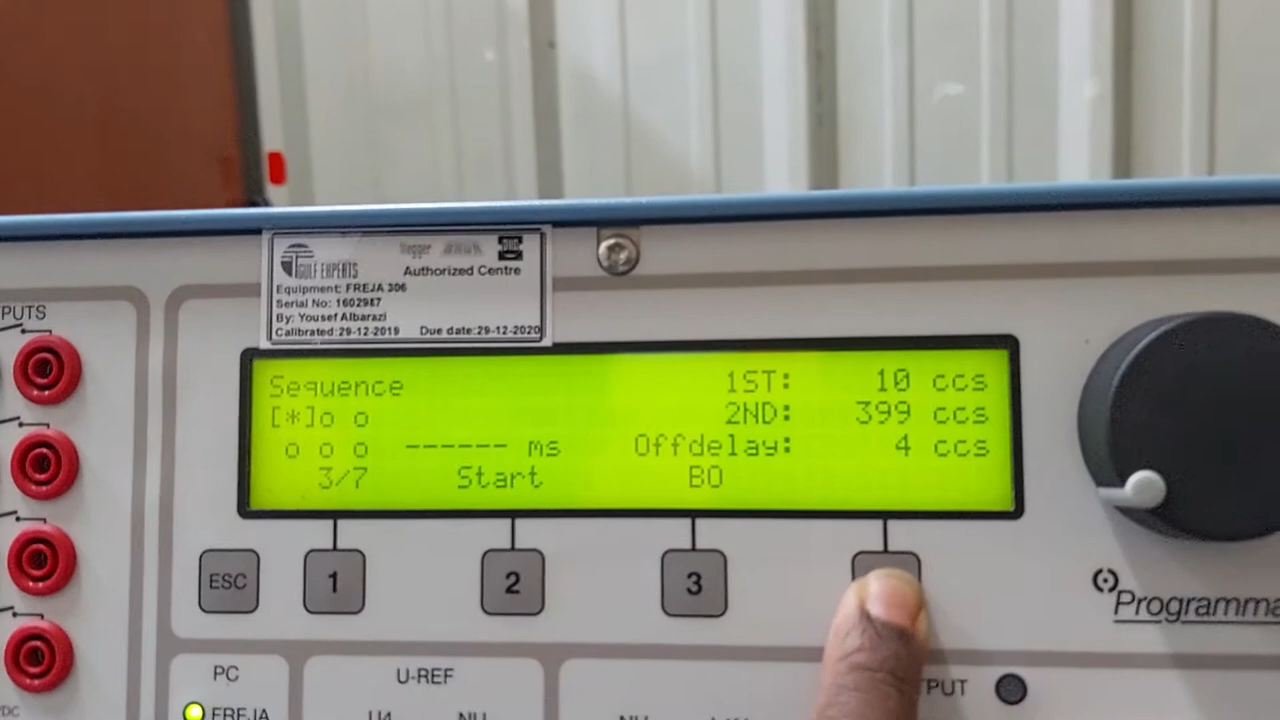 GULF EXPERTS Megger
Authorized Centre
Equipment: FREJA 306
Serial No: 1602987
By: Yousef Albarazi
Calibrated:29-12-2019 Due date:29-12-2020
PUTS
Sequence 1ST: 10 ccs
[*]o o 2ND: 399 ccs
o o o ------ ms Offdelay: 4 ccs
3/7 Start BO
ESC 1 2 3
Programma
PC
U-REF
TPUT
FREJA
U4 NU
VDC